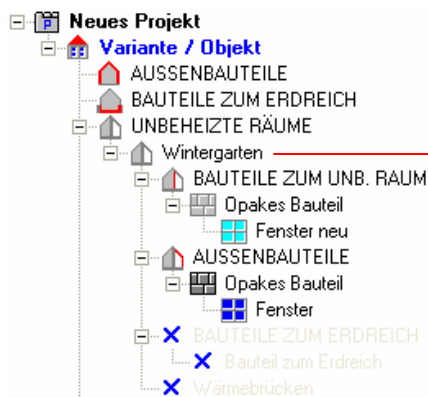 Neues Projekt
Variante / Objekt
AUSSENBAUTEILE
BAUTEILE ZUM ERDREICH
UNBEHEIZTE RÄUME
Wintergarten
BAUTEILE ZUM UNB. RAUM
Opakes Bauteil
Fenster neu
AUSSENBAUTEILE
Opakes Bauteil
Fenster
BAUTEILE ZUM ERDREICH
Bauteil zum Erdreich
Wärmebrücken